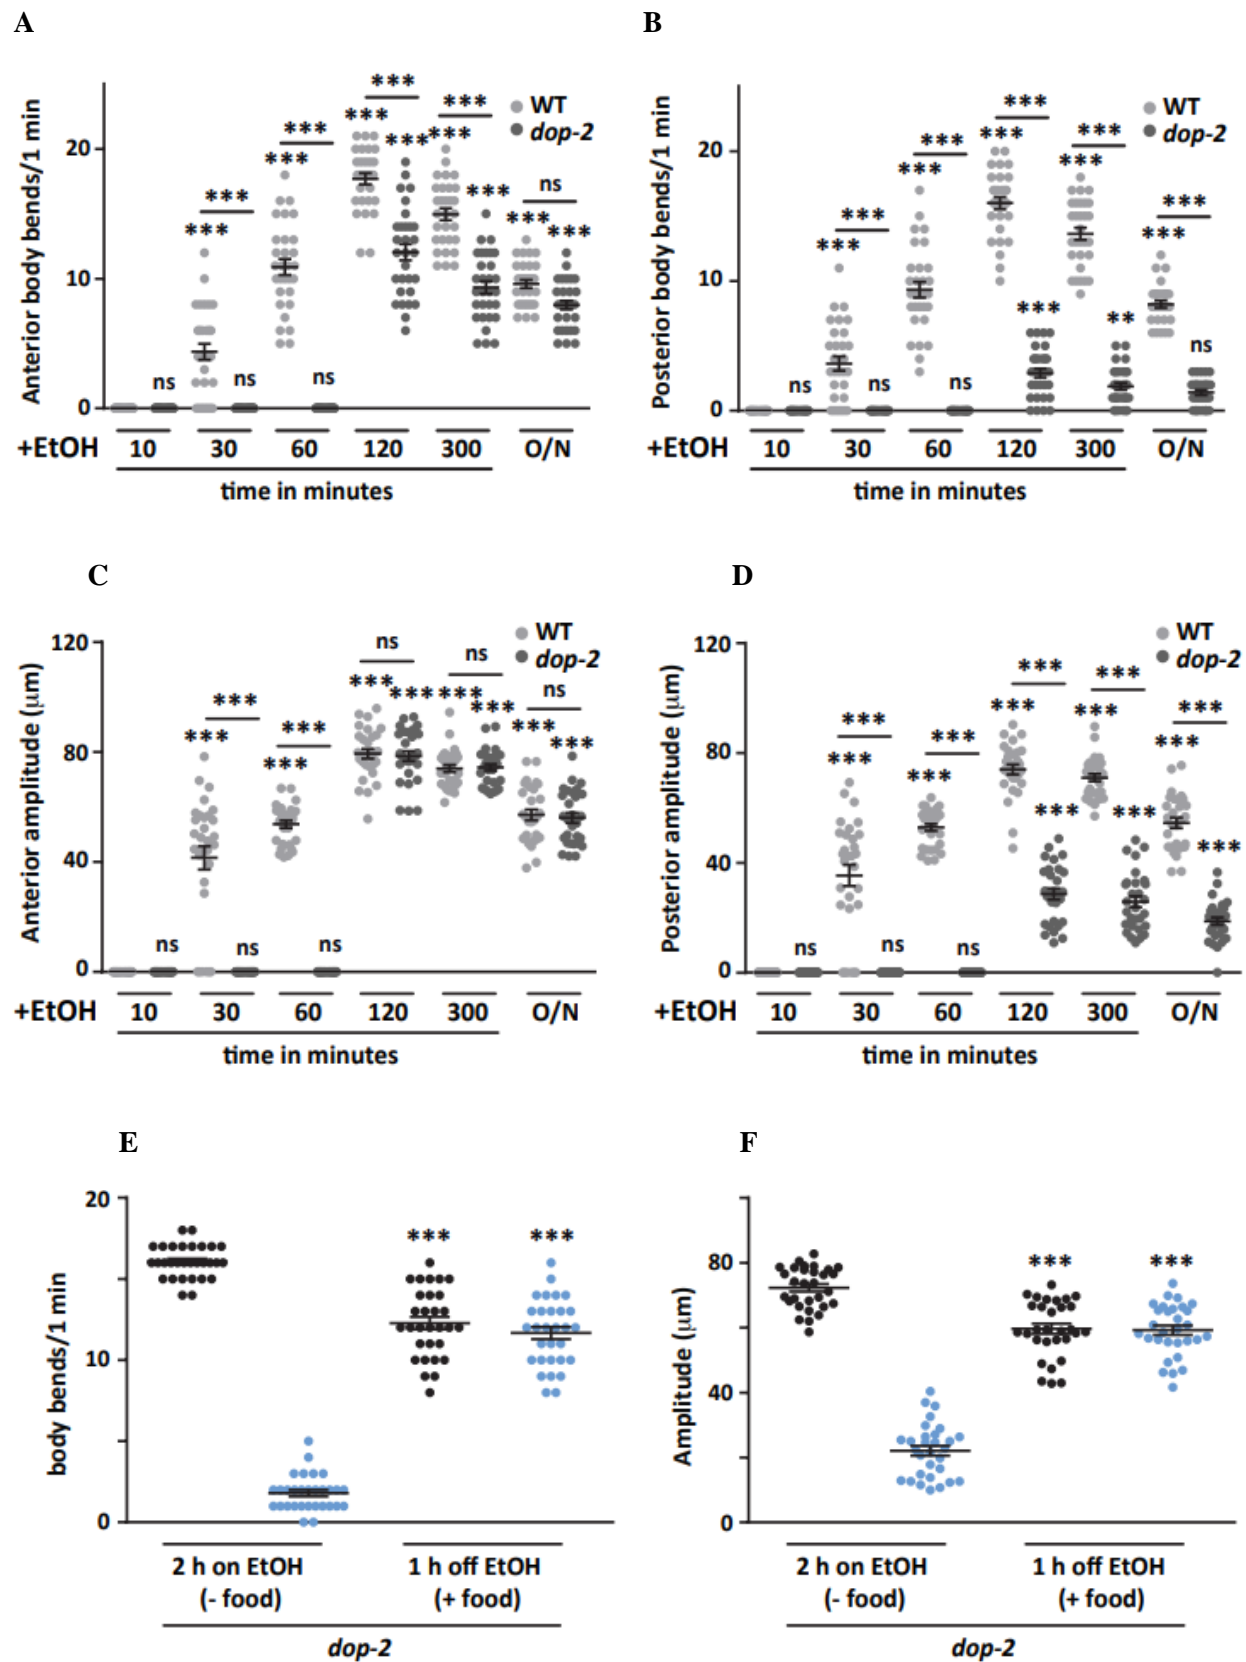 A
Anterior body bends/1 min
20
10
0
WT
dop-2
***
***
***
***
***
***
***
***
***
***
ns
***
***
ns
ns
ns
+EtOH 10 30 60 120 300 O/N
time in minutes
B
Posterior body bends/1 min
20
10
0
WT
dop-2
***
***
***
***
***
***
***
***
***
***
***
***
**
ns
ns
ns
ns
+EtOH 10 30 60 120 300 O/N
time in minutes
C
Anterior amplitude (μm)
120
80
40
0
WT
dop-2
ns
ns
ns
***
***
***
***
***
***
***
***
***
***
ns
ns
ns
+EtOH 10 30 60 120 300 O/N
time in minutes
D
Posterior amplitude (μm)
120
80
40
0
WT
dop-2
***
***
***
***
***
***
***
***
***
***
***
***
***
ns
ns
ns
+EtOH 10 30 60 120 300 O/N
time in minutes
E
body bends/1 min
20
10
0
*** ***
2 h on EtOH 1 h off EtOH
(- food) (+ food)
dop-2
F
Amplitude (μm)
80
40
0
*** ***
2 h on EtOH 1 h off EtOH
(- food) (+ food)
dop-2